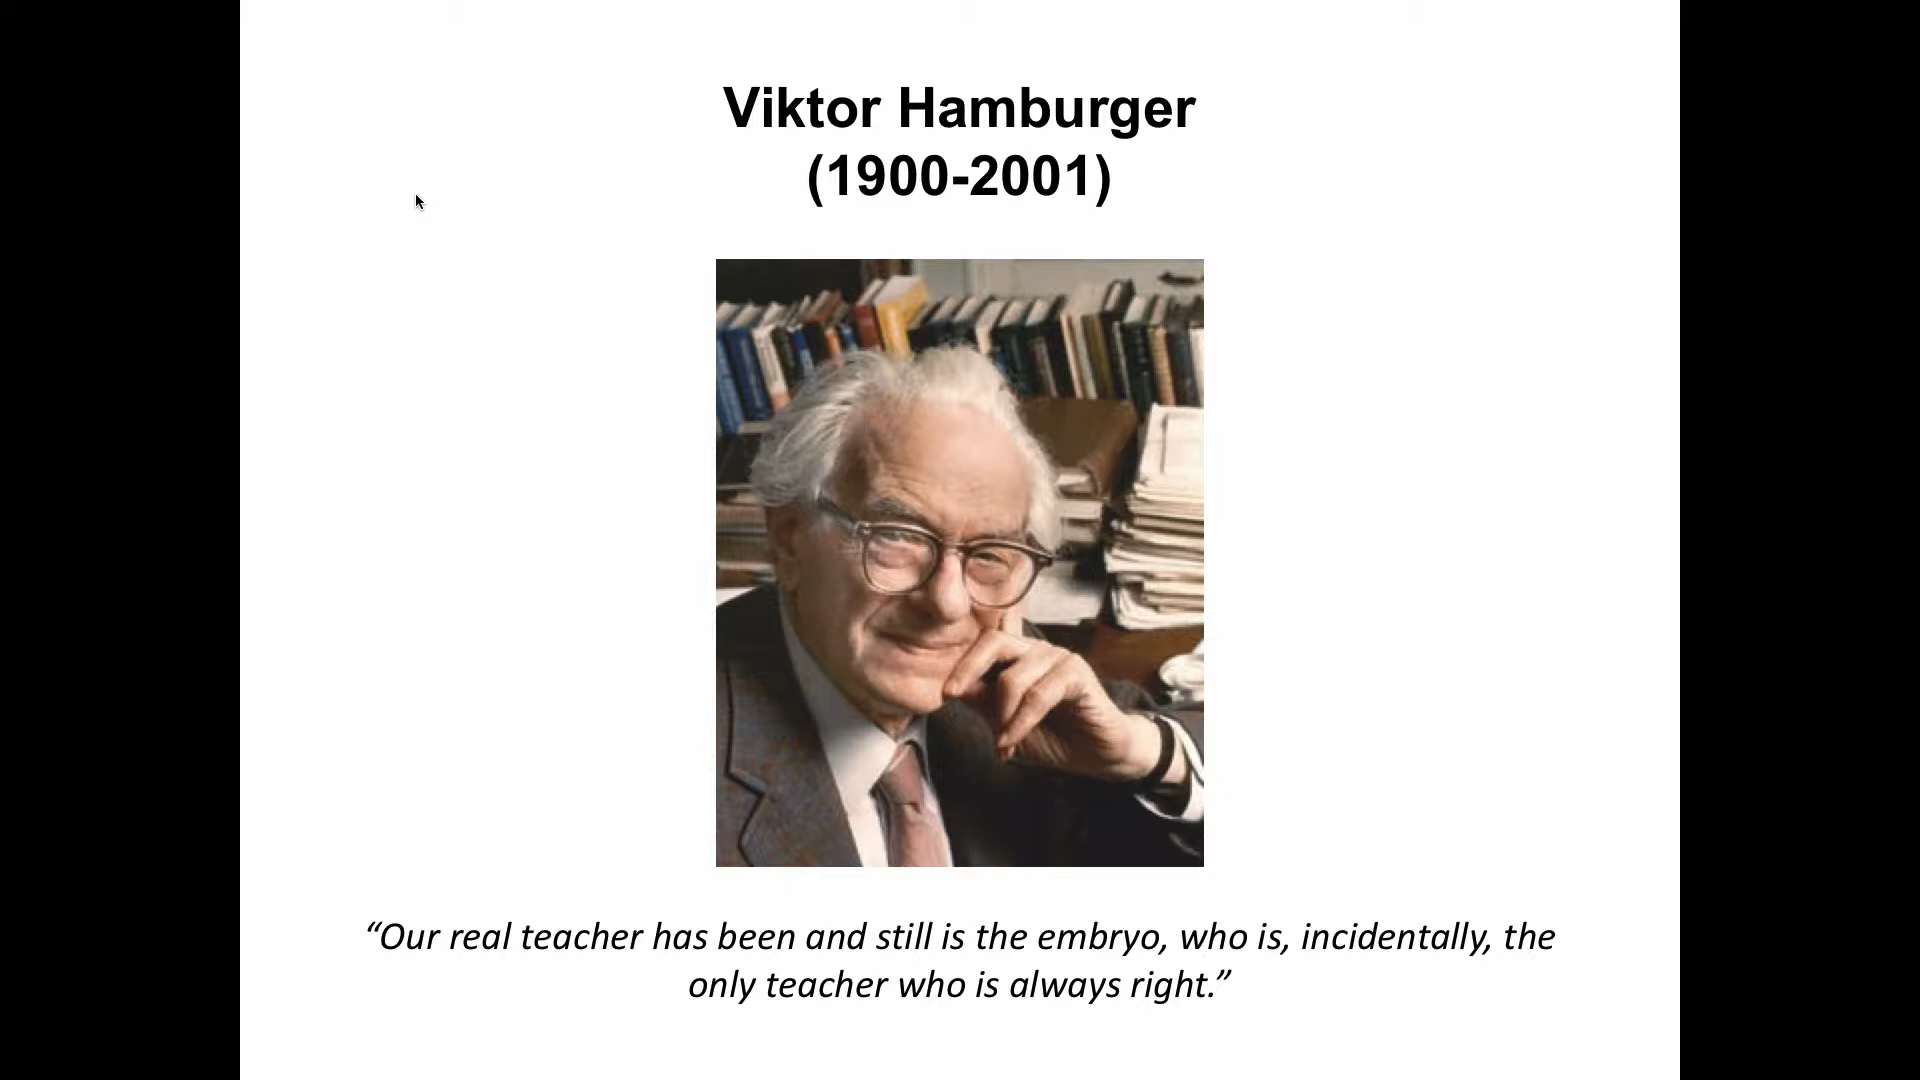 Viktor Hamburger
(1900-2001)
“Our real teacher has been and still is the embryo, who is, incidentally, the
only teacher who is always right.”